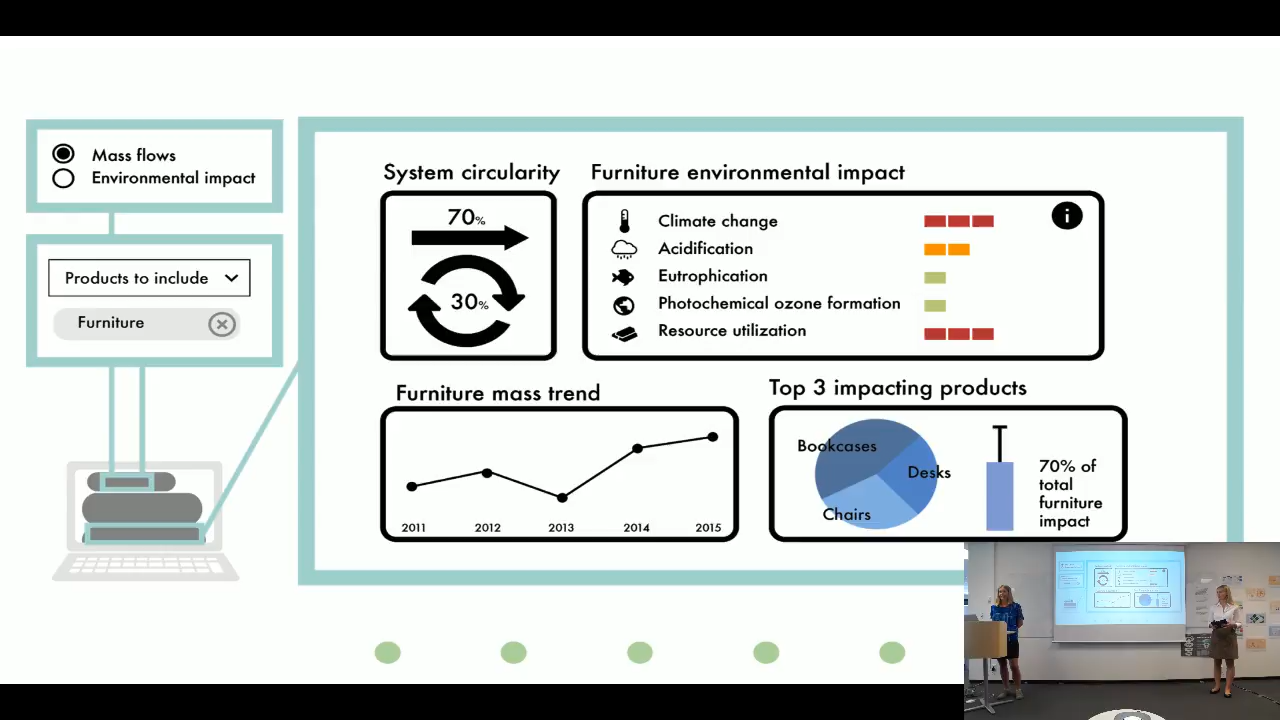 Mass flows
Environmental impact
Products to include
Furniture
System circularity
70%
30%
Furniture environmental impact
i
Climate change
Acidification
Eutrophication
Photochemical ozone formation
Resource utilization
Furniture mass trend
2011 2012 2013 2014 2015
Top 3 impacting products
Bookcases
Desks
Chairs
70% of
total
furniture
impact